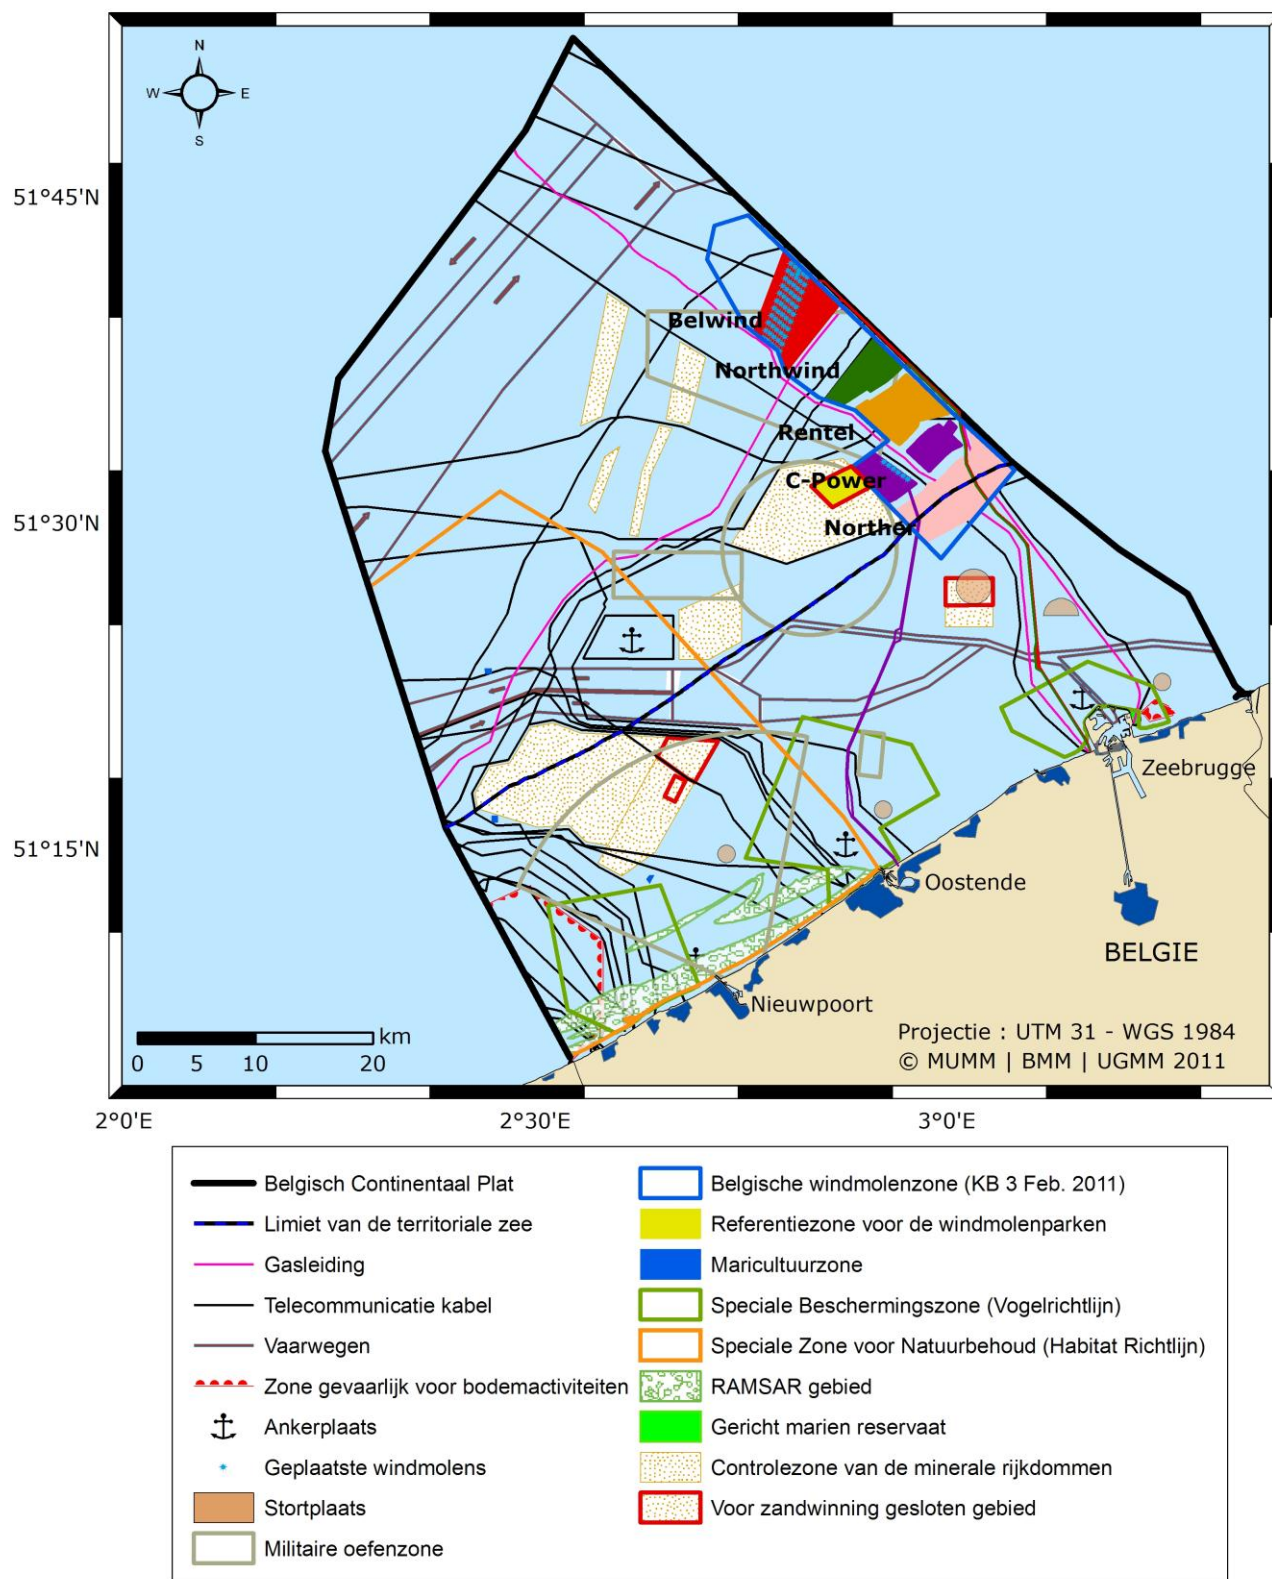 N
W E
S
51°45'N
51°30'N
51°15'N
Belwind
Northwind
Rentel
C-Power
Norther
Zeebrugge
Oostende
BELGIE
Nieuwpoort
km
0 5 10 20
Projectie : UTM 31 - WGS 1984
© MUMM | BMM | UGMM 2011
2°0'E 2°30'E 3°0'E
Belgisch Continentaal Plat
Limiet van de territoriale zee
Gasleiding
Telecommunicatie kabel
Vaarwegen
Zone gevaarlijk voor bodemactiviteiten
Ankerplaats
Geplaatste windmolens
Stortplaats
Militaire oefenzone
Belgische windmolenzone (KB 3 Feb. 2011)
Referentiezone voor de windmolenparken
Maricultuurzone
Speciale Beschermingszone (Vogelrichtlijn)
Speciale Zone voor Natuurbehoud (Habitat Richtlijn)
RAMSAR gebied
Gericht marien reservaat
Controlezone van de minerale rijkdommen
Voor zandwinning gesloten gebied